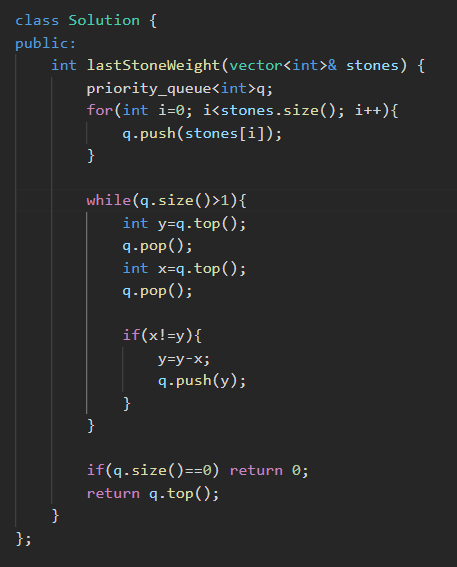 class Solution {
public:
    int lastStoneWeight(vector<int>& stones) {
        priority_queue<int>q;
        for(int i=0; i<stones.size(); i++){
            q.push(stones[i]);
        }

        while(q.size()>1){
            int y=q.top();
            q.pop();
            int x=q.top();
            q.pop();

            if(x!=y){
                y=y-x;
                q.push(y);
            }
        }

        if(q.size()==0) return 0;
        return q.top();
    }
};